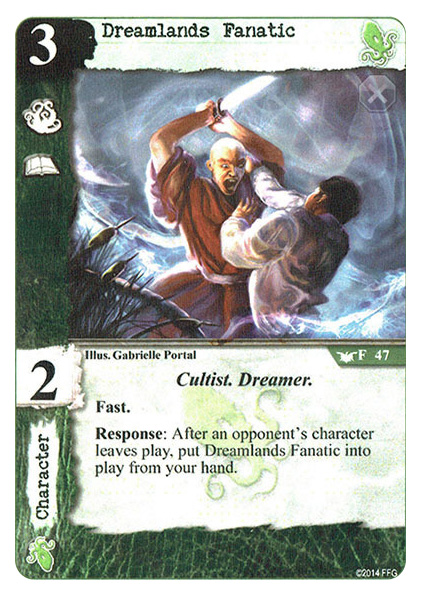 3
Dreamlands Fanatic
Illus. Gabrielle Portal
F 47
2
Cultist. Dreamer.
Fast.
Response: After an opponent's character
leaves play, put Dreamlands Fanatic into
play from your hand.
Character
©2014 FFG